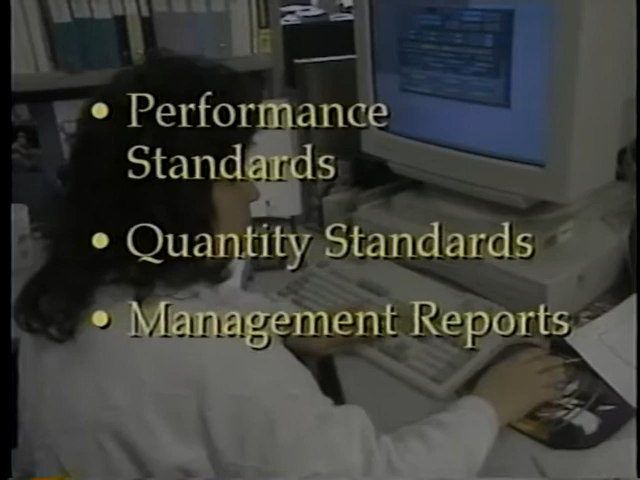 • Performance
Standards
• Quantity Standards
• Management Reports